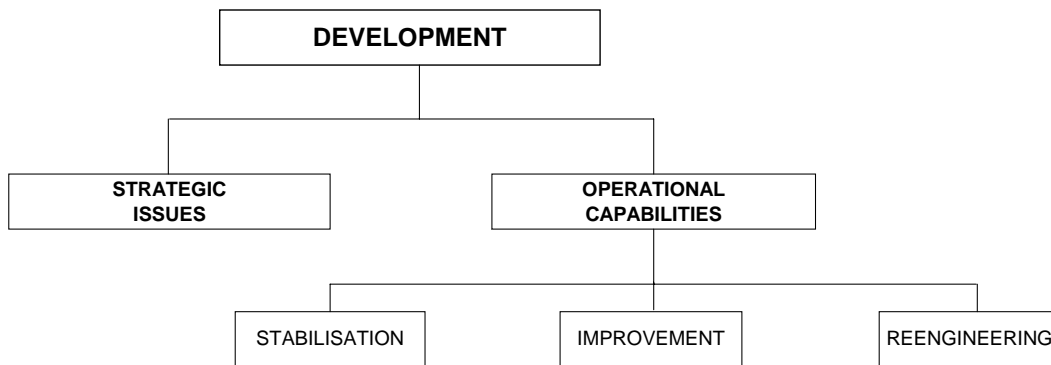 DEVELOPMENT
STRATEGIC
ISSUES
OPERATIONAL
CAPABILITIES
STABILISATION
IMPROVEMENT
REENGINEERING